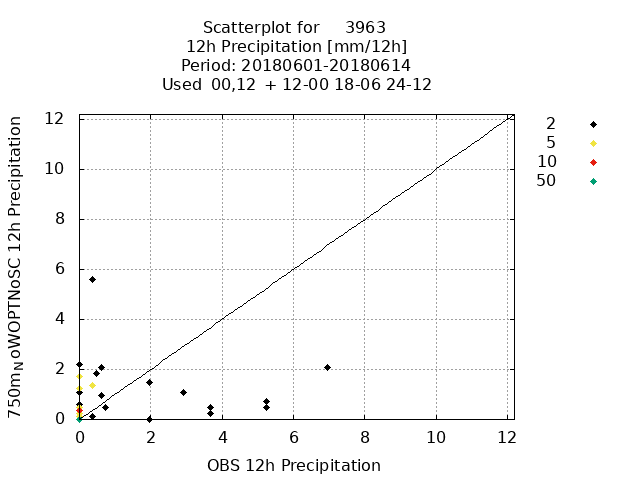 Scatterplot for 3963
12h Precipitation [mm/12h]
Period: 20180601-20180614
Used 00,12 + 12-00 18-06 24-12
750mNoWOPTNoSC 12h Precipitation
12
10
8
6
4
2
0
0 2 4 6 8 10 12
OBS 12h Precipitation
2
5
10
50